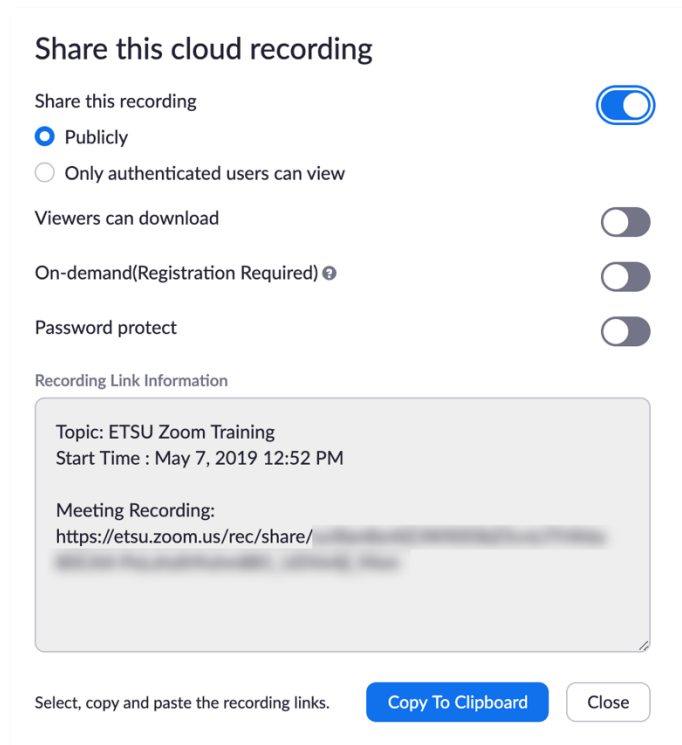 Share this cloud recording
Share this recording
Publicly
Only authenticated users can view
Viewers can download
On-demand(Registration Required) ?
Password protect
Recording Link Information
Topic: ETSU Zoom Training
Start Time : May 7, 2019 12:52 PM
Meeting Recording:
https://etsu.zoom.us/rec/share/
Select, copy and paste the recording links. Copy To Clipboard Close